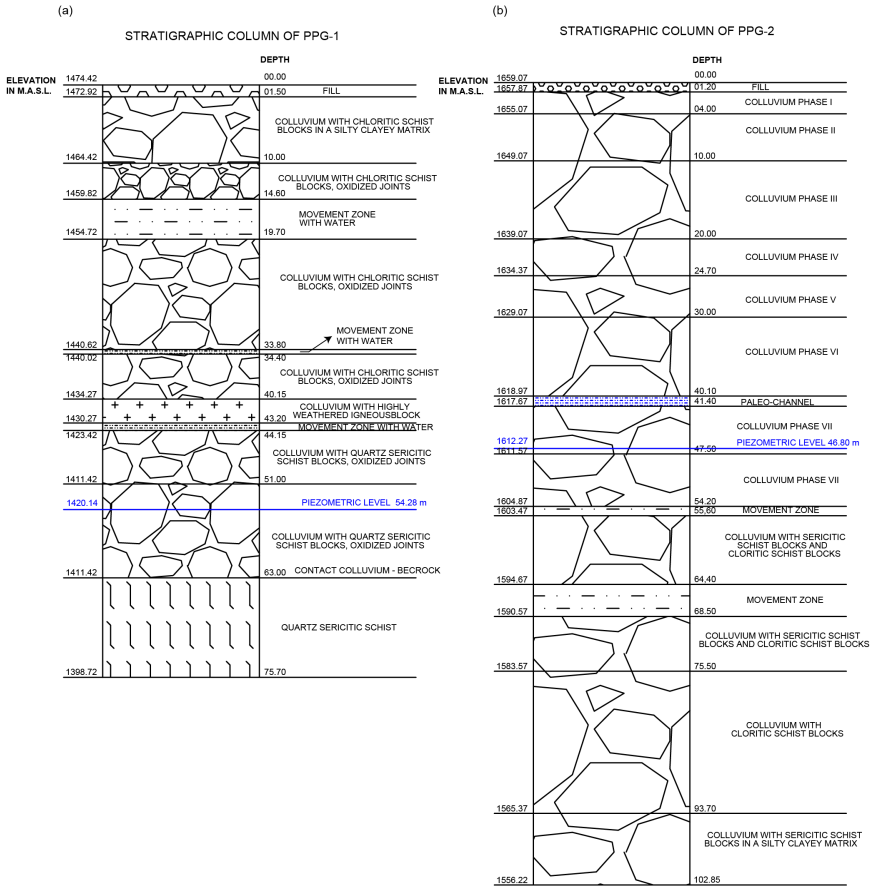 (a)
STRATIGRAPHIC COLUMN OF PPG-1
DEPTH
ELEVATION
IN M.A.S.L.
1474.42
00.00
1472.92
01.50
FILL
COLLUVIUM WITH CHLORITIC SCHIST
BLOCKS IN A SILTY CLAYEY MATRIX
1464.42
10.00
COLLUVIUM WITH CHLORITIC SCHIST
BLOCKS, OXIDIZED JOINTS
1459.82
14.60
MOVEMENT ZONE
WITH WATER
1454.72
19.70
COLLUVIUM WITH CHLORITIC SCHIST
BLOCKS, OXIDIZED JOINTS
1440.62
33.80
MOVEMENT ZONE
WITH WATER
1440.02
34.40
COLLUVIUM WITH CHLORITIC SCHIST
BLOCKS, OXIDIZED JOINTS
1434.27
40.15
COLLUVIUM WITH HIGHLY
WEATHERED IGNEOUSBLOCK
1430.27
43.20
MOVEMENT ZONE WITH WATER
1423.42
44.15
COLLUVIUM WITH QUARTZ SERICITIC
SCHIST BLOCKS, OXIDIZED JOINTS
1411.42
51.00
1420.14
PIEZOMETRIC LEVEL 54.28 m
COLLUVIUM WITH QUARTZ SERICITIC
SCHIST BLOCKS, OXIDIZED JOINTS
1411.42
63.00
CONTACT COLLUVIUM - BECROCK
QUARTZ SERICITIC SCHIST
1398.72
75.70
(b)
STRATIGRAPHIC COLUMN OF PPG-2
DEPTH
ELEVATION
IN M.A.S.L.
1659.07
00.00
1657.87
01.20
FILL
COLLUVIUM PHASE I
1655.07
04.00
COLLUVIUM PHASE II
1649.07
10.00
COLLUVIUM PHASE III
1639.07
20.00
COLLUVIUM PHASE IV
1634.37
24.70
COLLUVIUM PHASE V
1629.07
30.00
COLLUVIUM PHASE VI
1618.97
40.10
1617.67
41.40
PALEO-CHANNEL
COLLUVIUM PHASE VII
1612.27
PIEZOMETRIC LEVEL 46.80 m
1611.57
47.50
COLLUVIUM PHASE VII
1604.87
54.20
MOVEMENT ZONE
1603.47
55,60
COLLUVIUM WITH SERICITIC
SCHIST BLOCKS AND
CLORITIC SCHIST BLOCKS
1594.67
64,40
MOVEMENT ZONE
1590.57
68.50
COLLUVIUM WITH SERICITIC SCHIST
BLOCKS AND CLORITIC SCHIST BLOCKS
1583.57
75.50
COLLUVIUM WITH
CLORITIC SCHIST BLOCKS
1565.37
93.70
COLLUVIUM WITH SERICITIC SCHIST
BLOCKS IN A SILTY CLAYEY MATRIX
1556.22
102.85